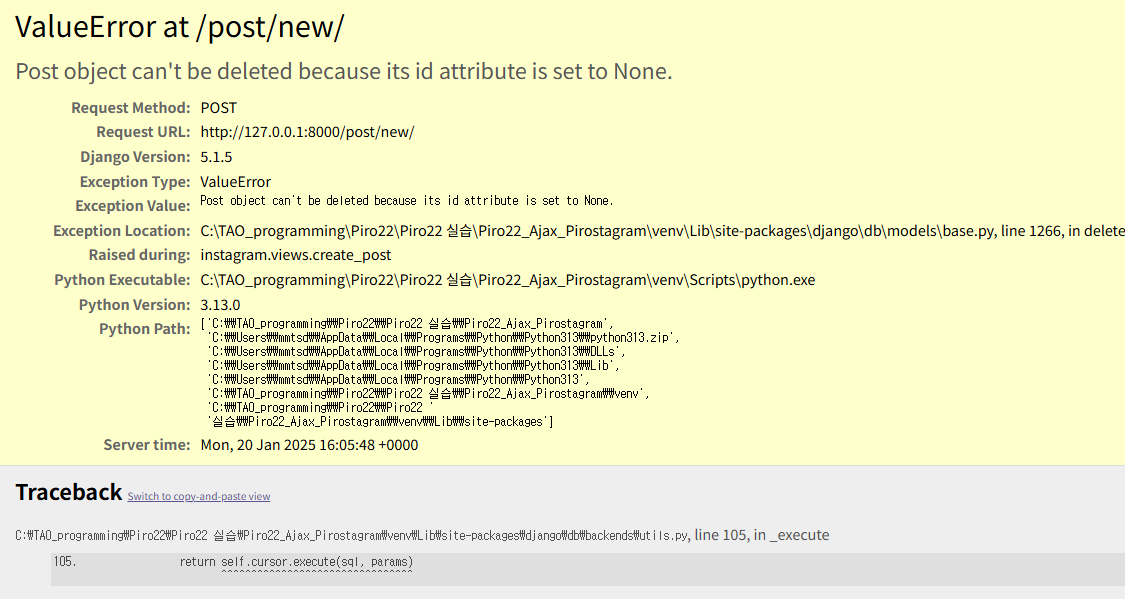 ValueError at /post/new/
Post object can't be deleted because its id attribute is set to None.
Request Method: POST
Request URL: http://127.0.0.1:8000/post/new/
Django Version: 5.1.5
Exception Type: ValueError
Exception Value: Post object can't be deleted because its id attribute is set to None.
Exception Location: C:\TAO_programming\Piro22\Piro22 실습\Piro22_Ajax_Pirostagram\venv\Lib\site-packages\django\db\models\base.py, line 1266, in delete
Raised during: instagram.views.create_post
Python Executable: C:\TAO_programming\Piro22\Piro22 실습\Piro22_Ajax_Pirostagram\venv\Scripts\python.exe
Python Version: 3.13.0
Python Path: ['C:₩₩TAO_programming₩₩Piro22₩₩Piro22 실습₩₩Piro22_Ajax_Pirostagram',
'C:₩₩Users₩₩mmtsd₩₩AppData₩₩Local₩₩Programs₩₩Python₩₩Python313₩₩python313.zip',
'C:₩₩Users₩₩mmtsd₩₩AppData₩₩Local₩₩Programs₩₩Python₩₩Python313₩₩DLLs',
'C:₩₩Users₩₩mmtsd₩₩AppData₩₩Local₩₩Programs₩₩Python₩₩Python313₩₩Lib',
'C:₩₩Users₩₩mmtsd₩₩AppData₩₩Local₩₩Programs₩₩Python₩₩Python313',
'C:₩₩TAO_programming₩₩Piro22₩₩Piro22 실습₩₩Piro22_Ajax_Pirostagram₩₩venv',
'C:₩₩TAO_programming₩₩Piro22₩₩Piro22 '
'실습₩₩Piro22_Ajax_Pirostagram₩₩venv₩₩Lib₩₩site-packages']
Server time: Mon, 20 Jan 2025 16:05:48 +0000
Traceback Switch to copy-and-paste view
C:₩TAO_programming₩Piro22₩Piro22 실습₩Piro22_Ajax_Pirostagram₩venv₩Lib₩site-packages₩django₩db₩backends₩utils.py, line 105, in _execute
105. return self.cursor.execute(sql, params)
^^^^^^^^^^^^^^^^^^^^^^^^^^^^^^^^